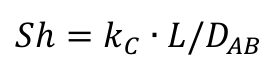 Sh = k_C · L/D_AB